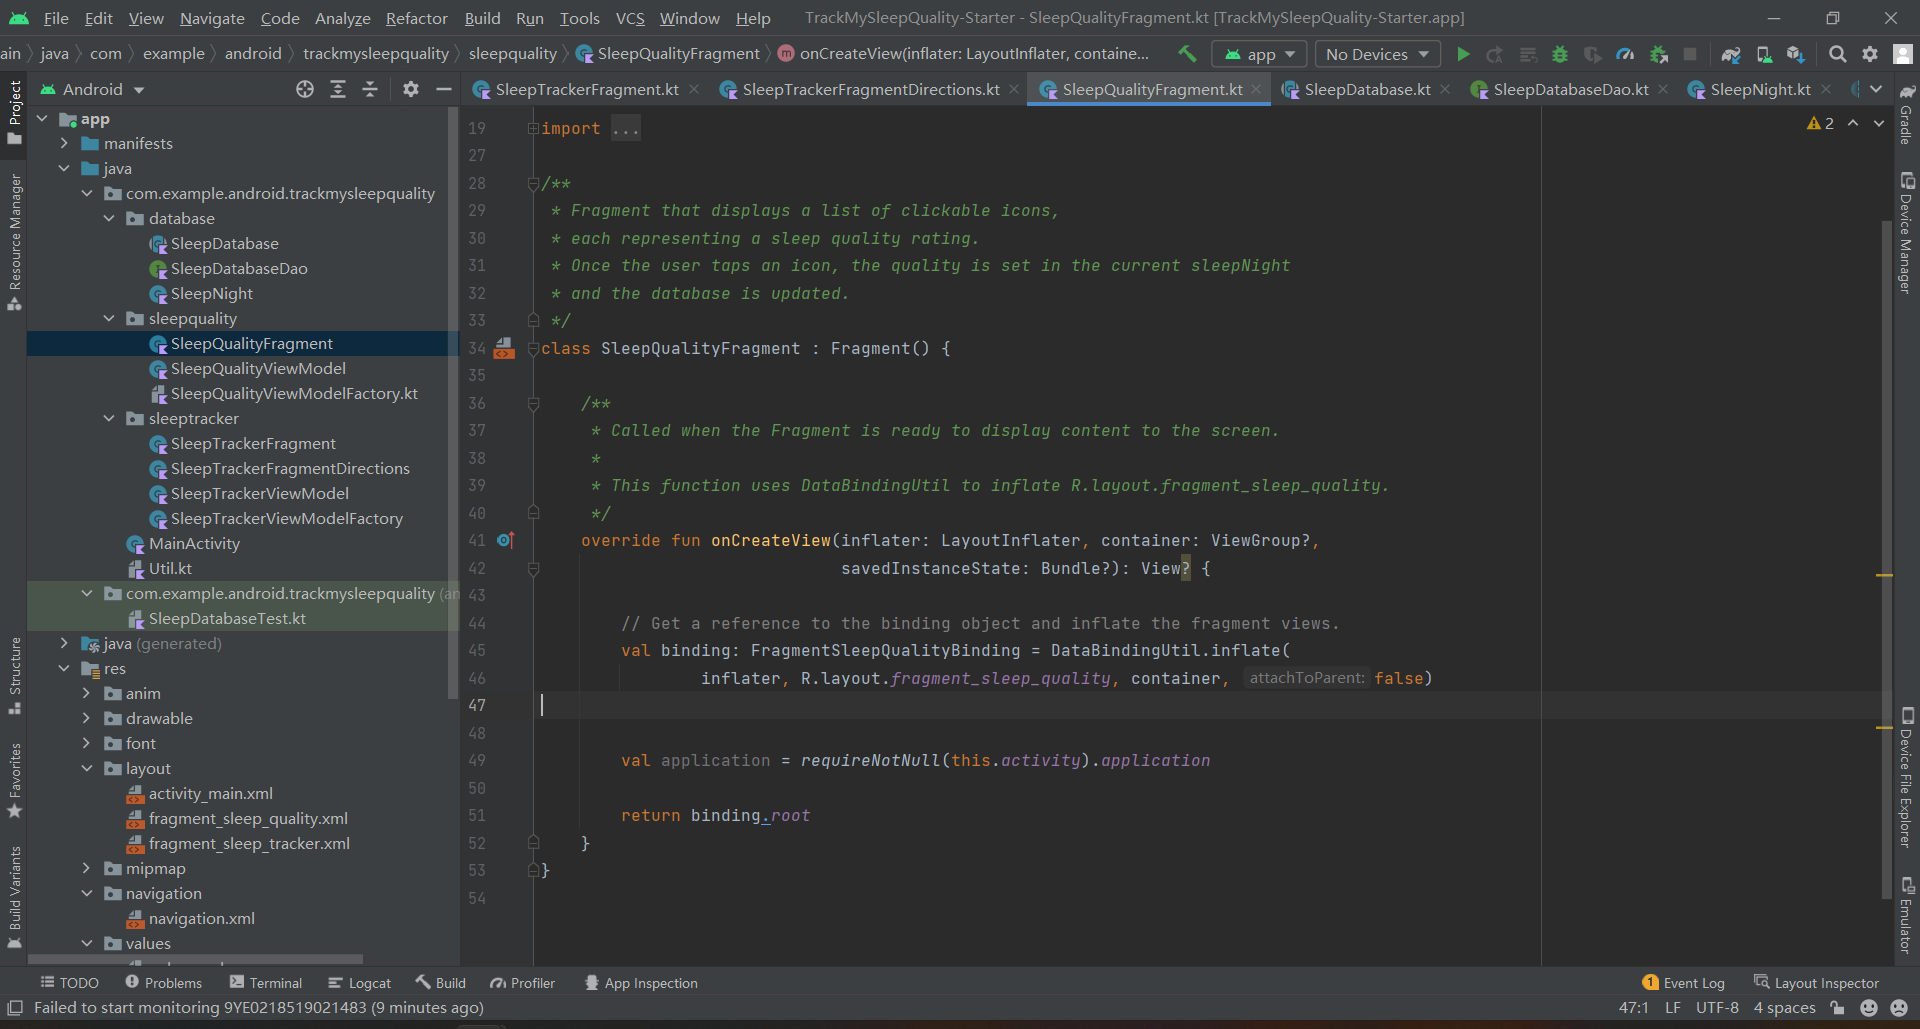 File Edit View Navigate Code Analyze Refactor Build Run Tools VCS Window Help TrackMySleepQuality-Starter - SleepQualityFragment.kt [TrackMySleepQuality-Starter.app]
ain java com example android trackmysleepquality sleepquality SleepQualityFragment onCreateView(inflater: LayoutInflater, containe... app No Devices
Project
Resource Manager
Structure
Favorites
Build Variants
Android
app
manifests
java
com.example.android.trackmysleepquality
database
SleepDatabase
SleepDatabaseDao
SleepNight
sleepquality
SleepQualityFragment
SleepQualityViewModel
SleepQualityViewModelFactory.kt
sleeptracker
SleepTrackerFragment
SleepTrackerFragmentDirections
SleepTrackerViewModel
SleepTrackerViewModelFactory
MainActivity
Util.kt
com.example.android.trackmysleepquality (an
SleepDatabaseTest.kt
java (generated)
res
anim
drawable
font
layout
activity_main.xml
fragment_sleep_quality.xml
fragment_sleep_tracker.xml
mipmap
navigation
navigation.xml
values
SleepTrackerFragment.kt SleepTrackerFragmentDirections.kt SleepQualityFragment.kt SleepDatabase.kt SleepDatabaseDao.kt SleepNight.kt
2
19 import ...
27
28 /**
29 * Fragment that displays a list of clickable icons,
30 * each representing a sleep quality rating.
31 * Once the user taps an icon, the quality is set in the current sleepNight
32 * and the database is updated.
33 */
34 class SleepQualityFragment : Fragment() {
35
36 /**
37 * Called when the Fragment is ready to display content to the screen.
38 *
39 * This function uses DataBindingUtil to inflate R.layout.fragment_sleep_quality.
40 */
41 override fun onCreateView(inflater: LayoutInflater, container: ViewGroup?,
42 savedInstanceState: Bundle?): View? {
43
44 // Get a reference to the binding object and inflate the fragment views.
45 val binding: FragmentSleepQualityBinding = DataBindingUtil.inflate(
46 inflater, R.layout.fragment_sleep_quality, container, attachToParent: false)
47
48
49 val application = requireNotNull(this.activity).application
50
51 return binding.root
52 }
53 }
54
Gradle
Device Manager
Device File Explorer
Emulator
TODO Problems Terminal Logcat Build Profiler App Inspection 1 Event Log Layout Inspector
Failed to start monitoring 9YE0218519021483 (9 minutes ago) 47:1 LF UTF-8 4 spaces